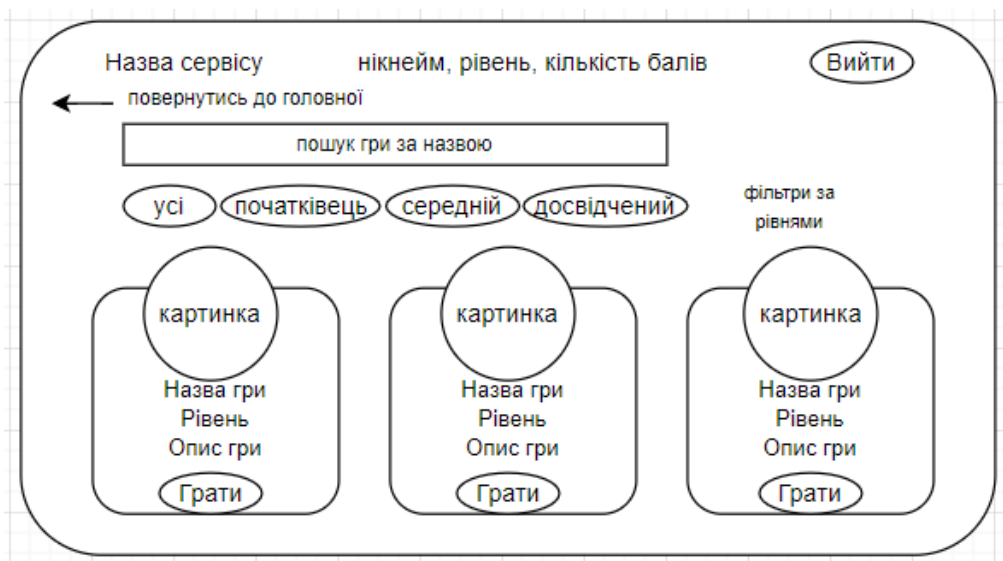 Назва сервісу
нікнейм, рівень, кількість балів
Вийти
повернутись до головної
пошук гри за назвою
усі
початківець
середній
досвідчений
фільтри за
рівнями
картинка
Назва гри
Рівень
Опис гри
Грати
картинка
Назва гри
Рівень
Опис гри
Грати
картинка
Назва гри
Рівень
Опис гри
Грати